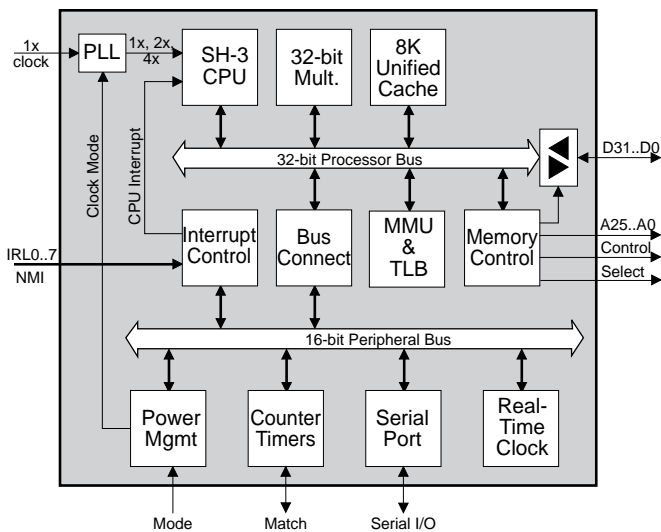 1x
clock
PLL
1x, 2x,
4x
SH-3
CPU
32-bit
Mult.
8K
Unified
Cache
D31..D0
32-bit Processor Bus
Clock Mode
CPU Interrupt
IRL0..7
NMI
Interrupt
Control
Bus
Connect
MMU
&
TLB
Memory
Control
A25..A0
Control
Select
16-bit Peripheral Bus
Power
Mgmt
Counter
Timers
Serial
Port
Real-
Time
Clock
Mode
Match
Serial I/O